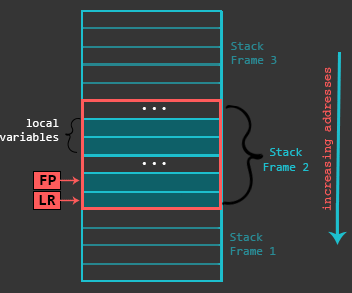 Stack
Frame 3
...
local
variables
...
Stack
Frame 2
FP
LR
Stack
Frame 1
increasing addresses